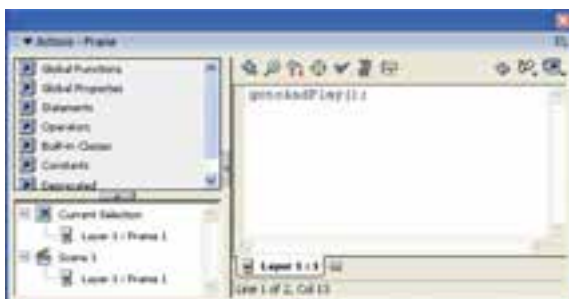 Actions - Frame
Global Functions
Global Properties
Statements
Operators
Built-in Classes
Constants
Deprecated
Current Selection
Layer 1 : Frame 1
Scene 1
Layer 1 : Frame 1
gotoAndPlay();
Layer 1 : 1
Line 1 of 2, Col 13